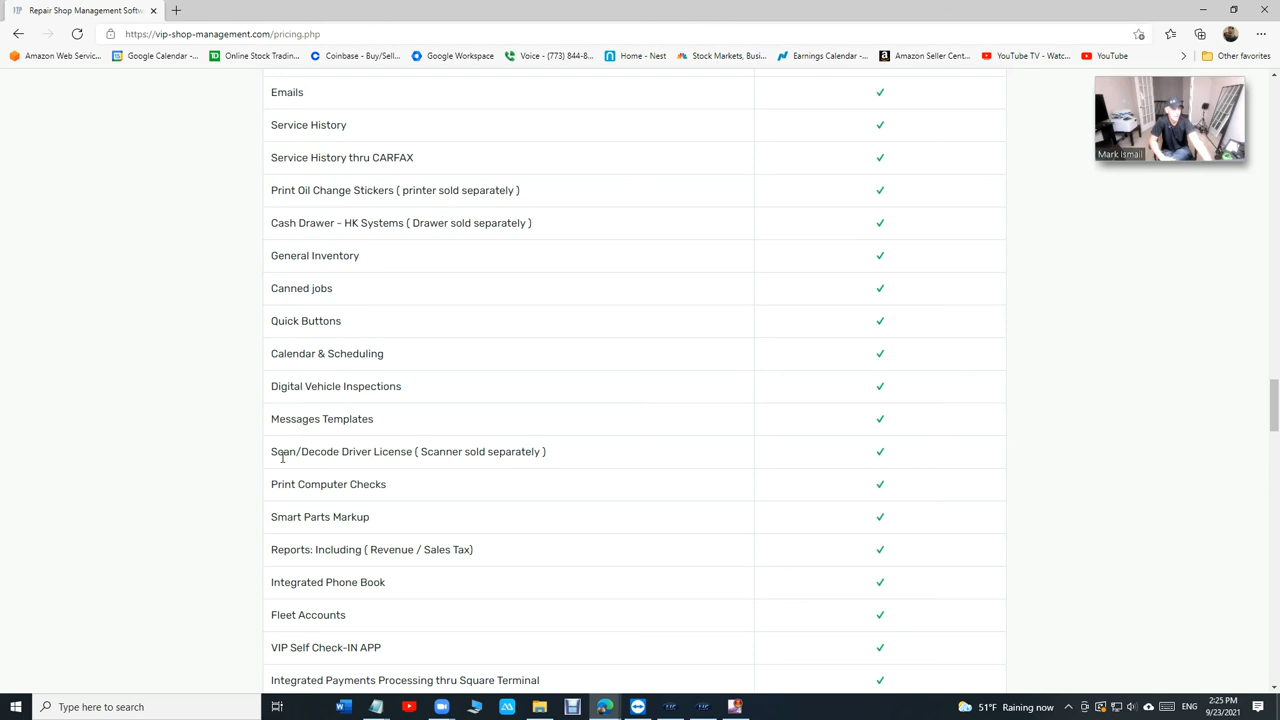 Repair Shop Management Softw
https://vip-shop-management.com/pricing.php
Amazon Web Servic...
Google Calendar -...
Online Stock Tradin...
Coinbase - Buy/Sell...
Google Workspace
Voice - (773) 844-8...
Home - Nest
Stock Markets, Busi...
Earnings Calendar -...
Amazon Seller Cent...
YouTube TV - Watc...
YouTube
Other favorites
Emails
Service History
Service History thru CARFAX
Print Oil Change Stickers ( printer sold separately )
Cash Drawer - HK Systems ( Drawer sold separately )
General Inventory
Canned jobs
Quick Buttons
Calendar & Scheduling
Digital Vehicle Inspections
Messages Templates
Scan/Decode Driver License ( Scanner sold separately )
Print Computer Checks
Smart Parts Markup
Reports: Including ( Revenue / Sales Tax)
Integrated Phone Book
Fleet Accounts
VIP Self Check-IN APP
Integrated Payments Processing thru Square Terminal
Mark Ismail
Type here to search
51°F Raining now
ENG
2:25 PM
9/23/2021